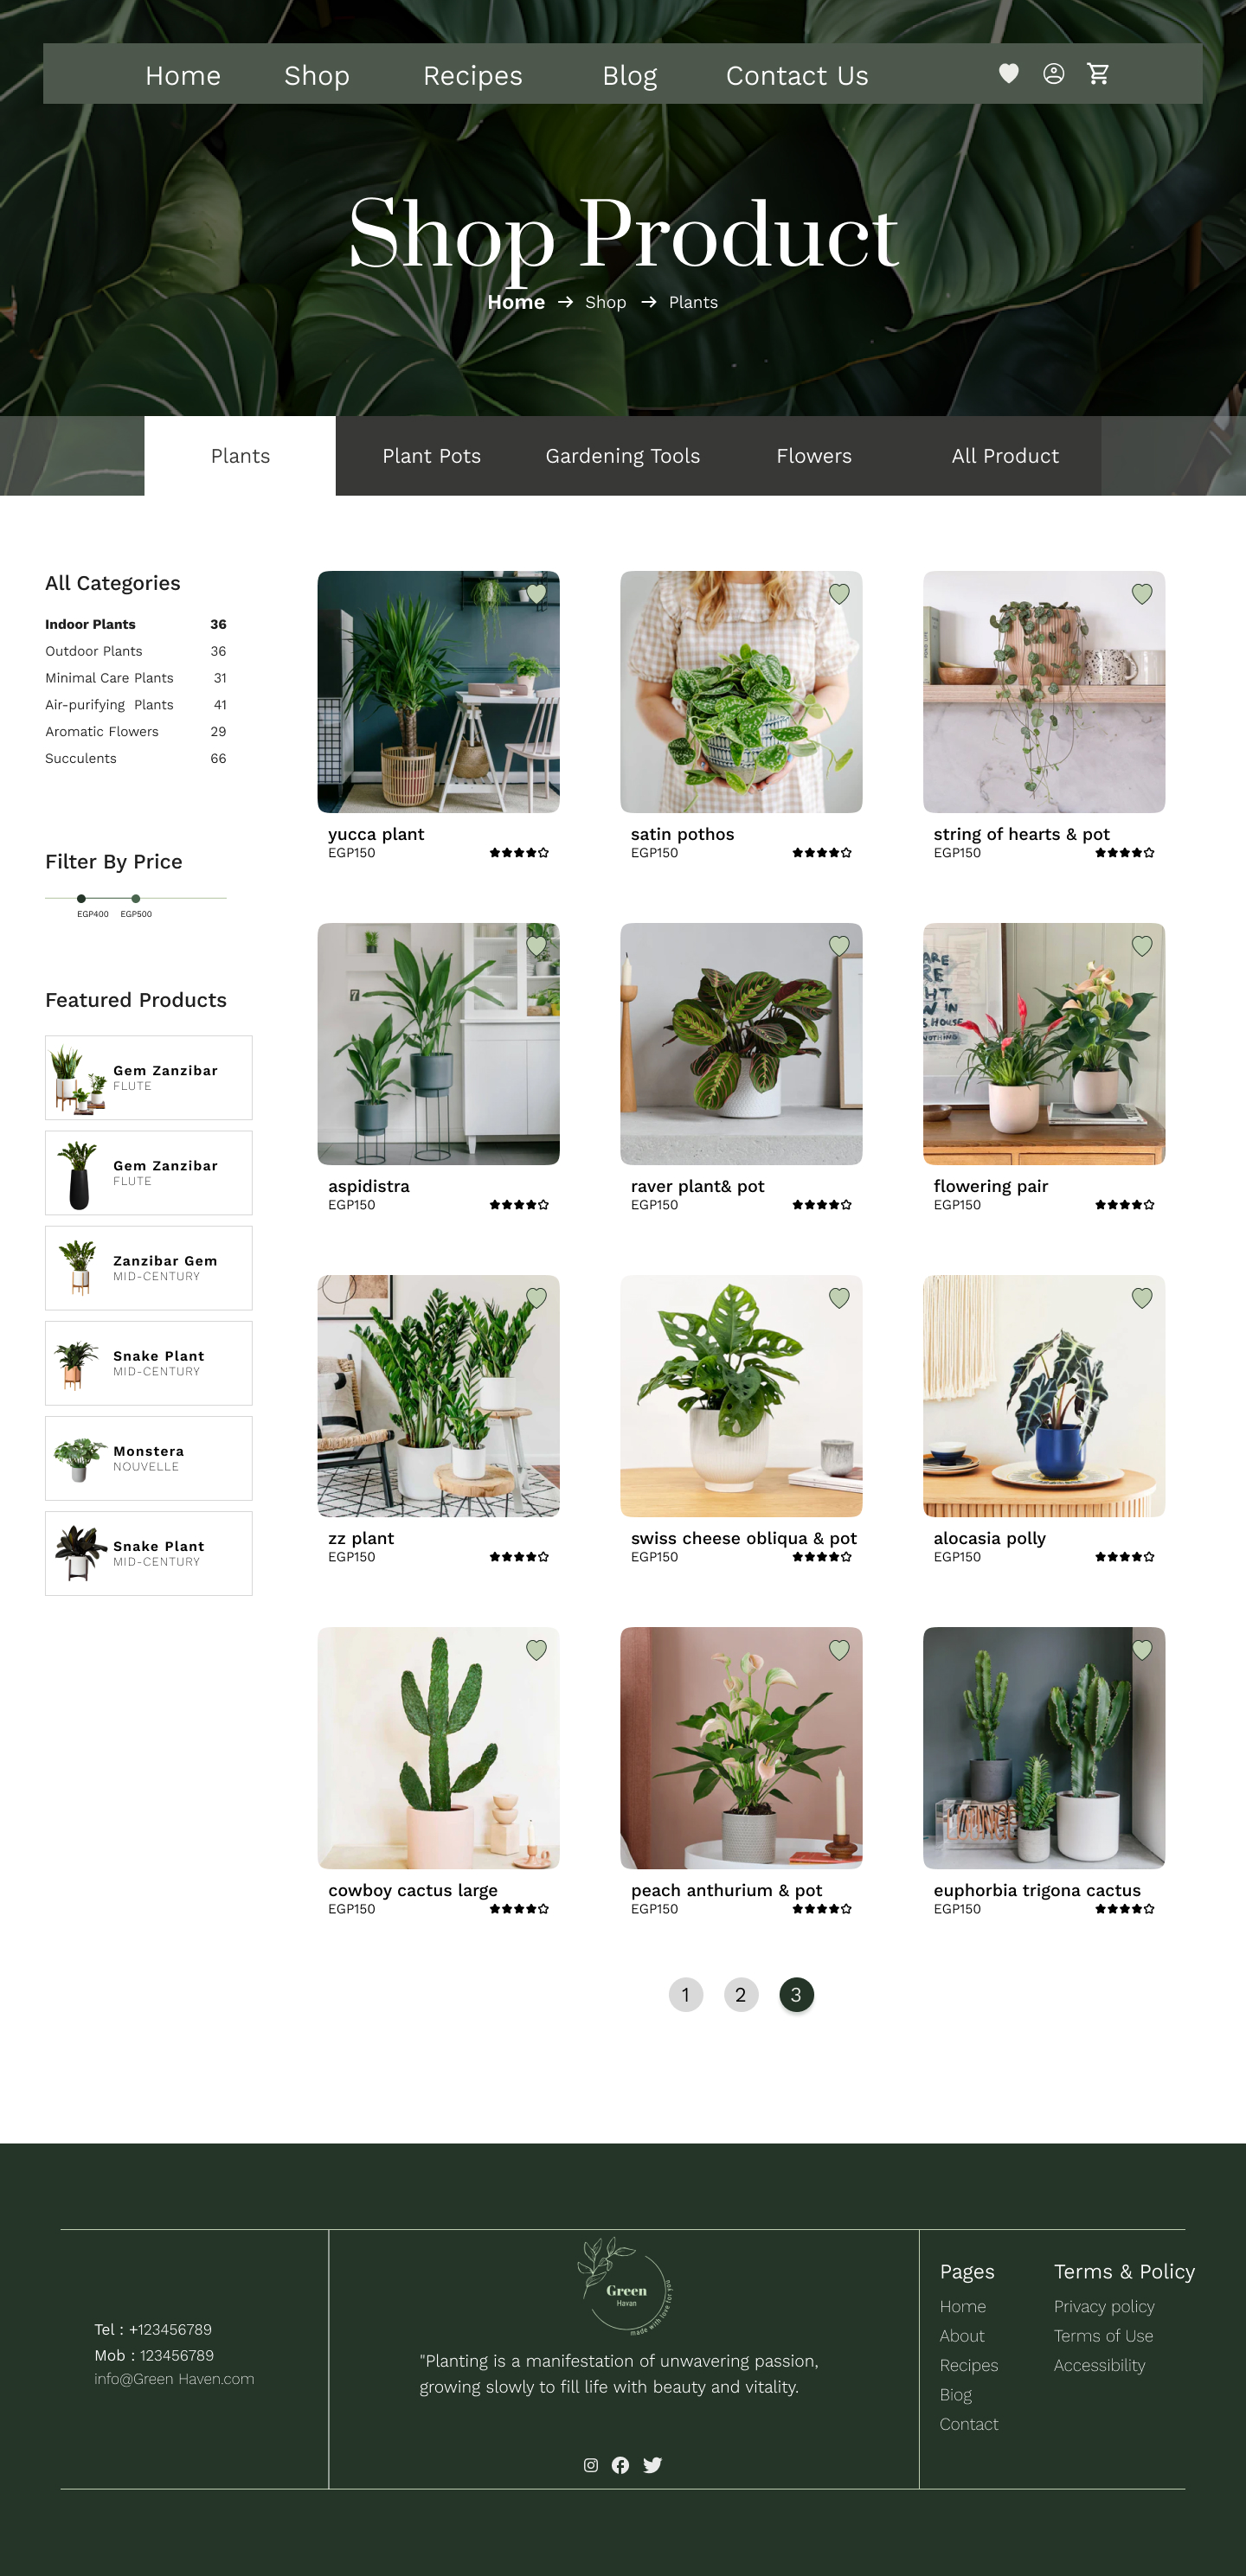 Home Shop Recipes Blog Contact Us
Shop Product
Home → Shop → Plants
Plants Plant Pots Gardening Tools Flowers All Product
All Categories
Indoor Plants 36
Outdoor Plants 36
Minimal Care Plants 31
Air-purifying Plants 41
Aromatic Flowers 29
Succulents 66
Filter By Price
EGP400 EGP500
Featured Products
Gem Zanzibar
FLUTE
Gem Zanzibar
FLUTE
Zanzibar Gem
MID-CENTURY
Snake Plant
MID-CENTURY
Monstera
NOUVELLE
Snake Plant
MID-CENTURY
yucca plant
EGP150
satin pothos
EGP150
string of hearts & pot
EGP150
7
aspidistra
EGP150
raver plant& pot
EGP150
ARE
RE
HT
IN
HOUSE
NOTHING
flowering pair
EGP150
zz plant
EGP150
swiss cheese obliqua & pot
EGP150
alocasia polly
EGP150
cowboy cactus large
EGP150
peach anthurium & pot
EGP150
euphorbia trigona cactus
EGP150
1 2 3
Tel : +123456789
Mob : 123456789
info@Green Haven.com
Green
Havan
made with love for you
"Planting is a manifestation of unwavering passion,
growing slowly to fill life with beauty and vitality.
Pages
Home
About
Recipes
Biog
Contact
Terms & Policy
Privacy policy
Terms of Use
Accessibility